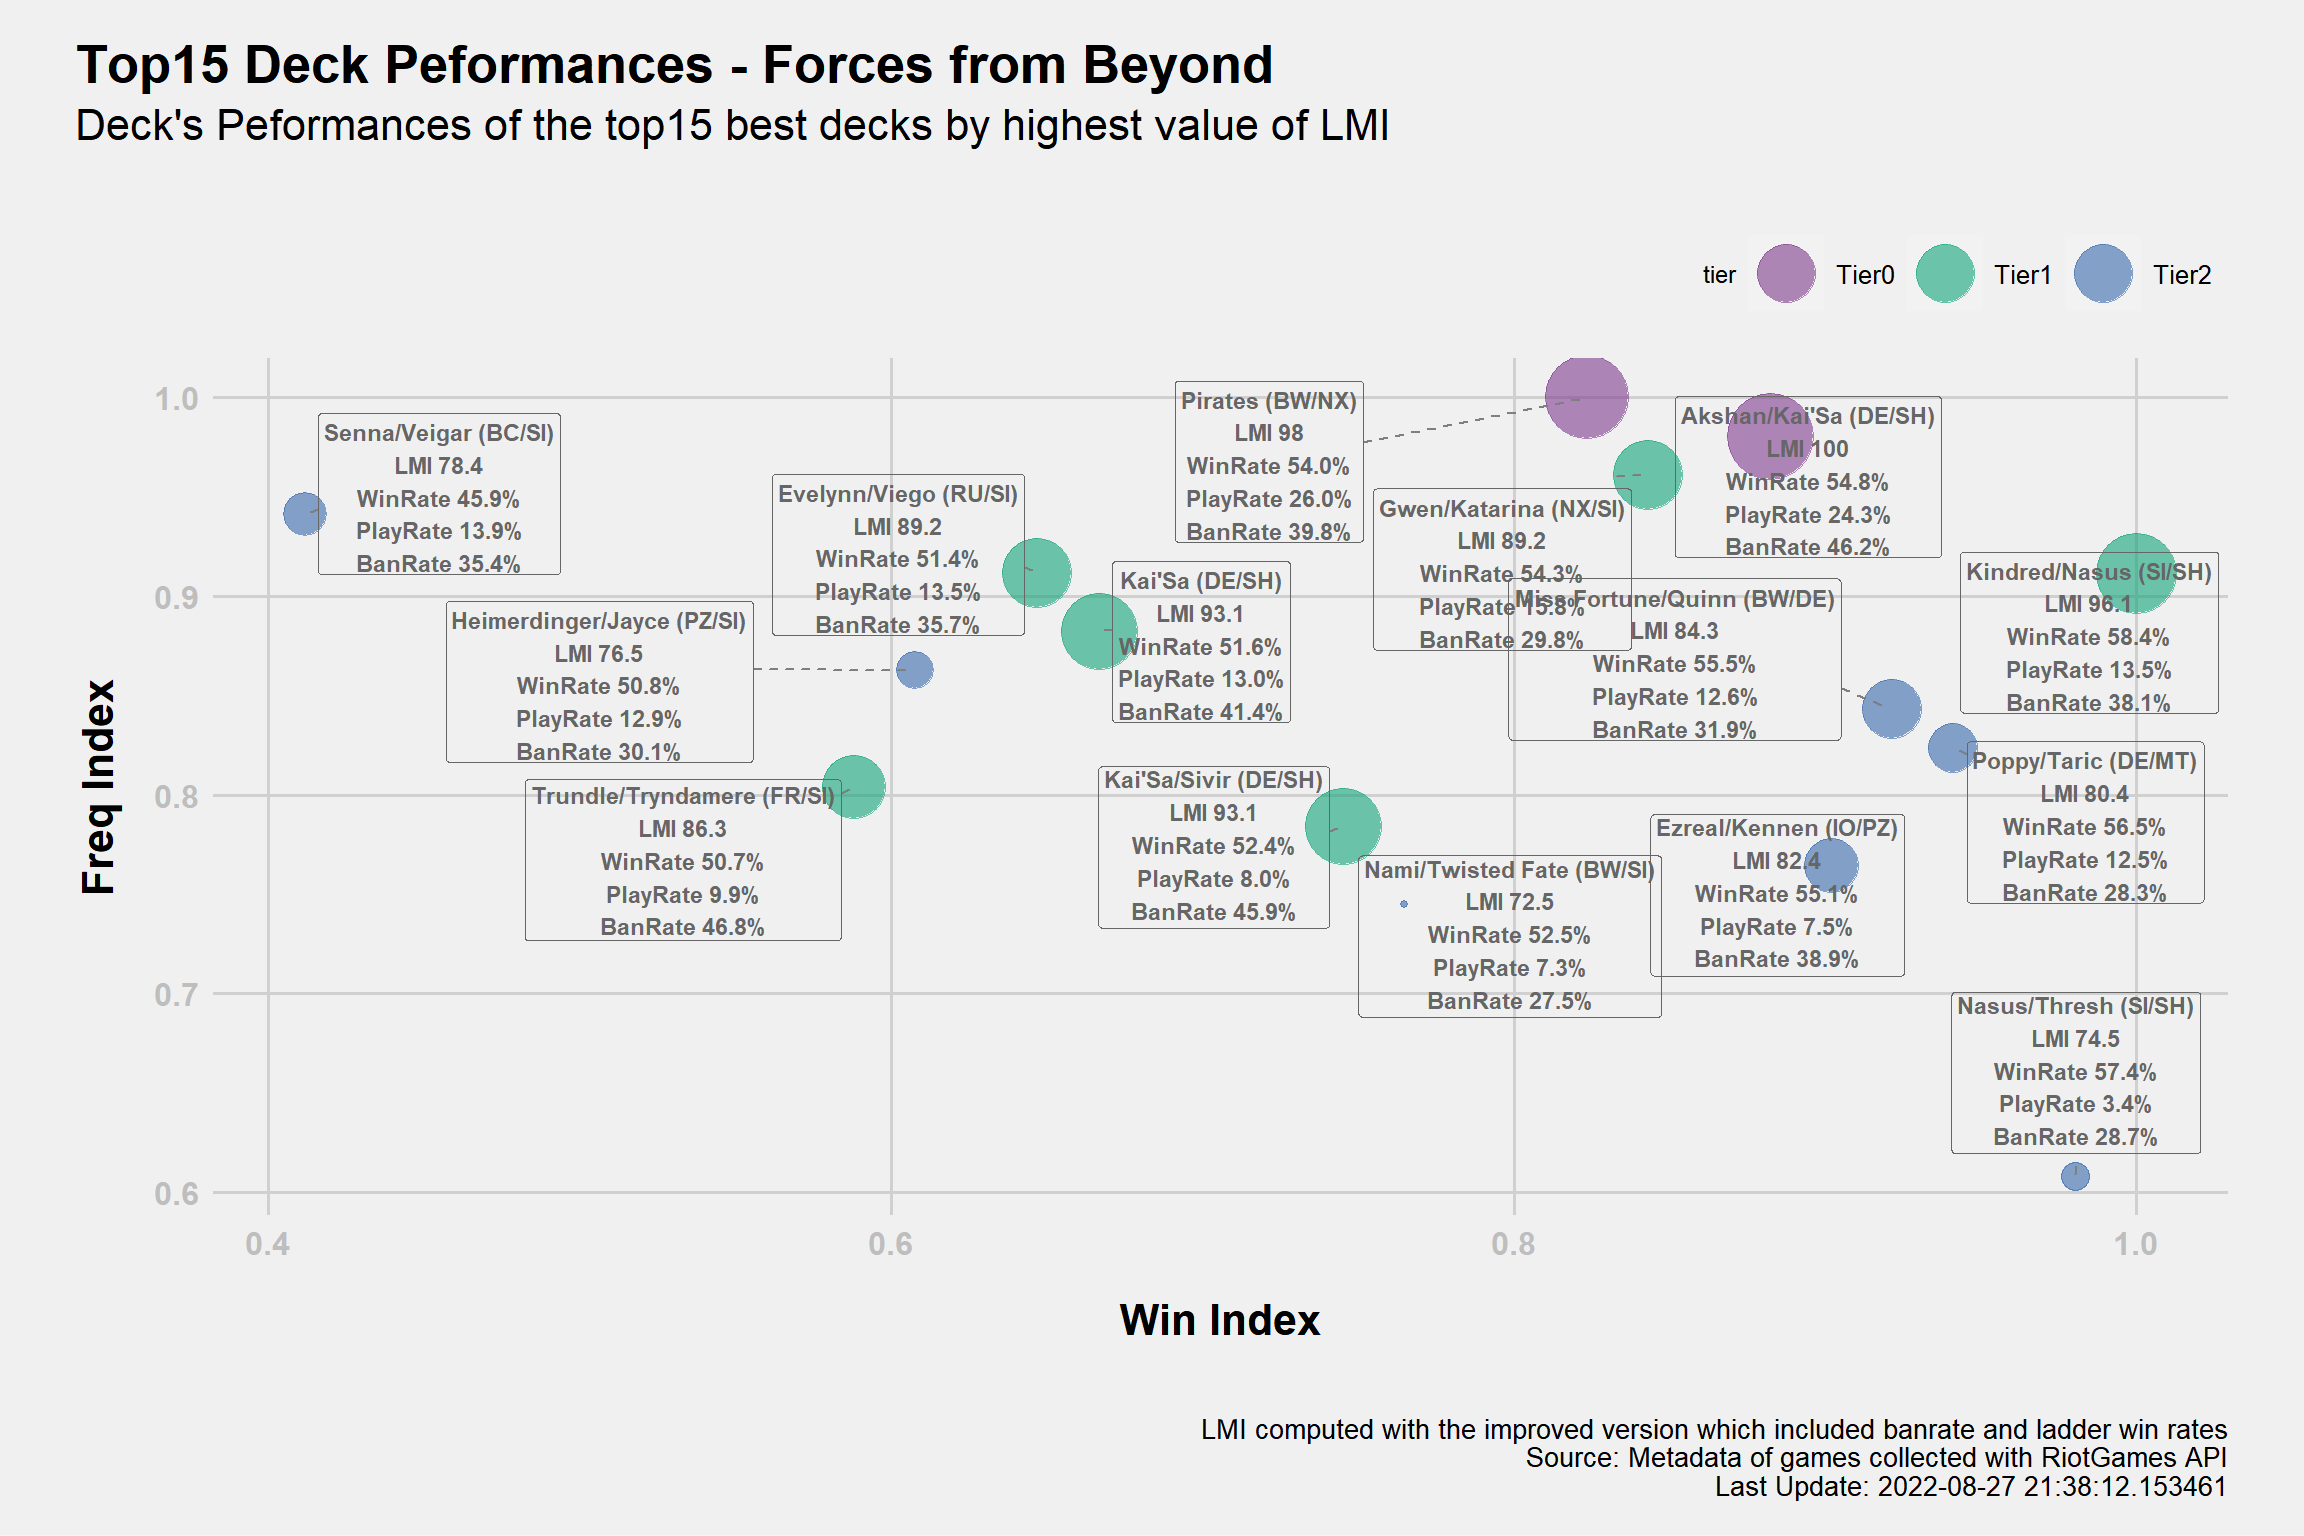 Top15 Deck Peformances - Forces from Beyond
Deck's Peformances of the top15 best decks by highest value of LMI
tier
Tier0
Tier1
Tier2
Freq Index
1.0
0.9
0.8
0.7
0.6
Senna/Veigar (BC/SI)
LMI 78.4
WinRate 45.9%
PlayRate 13.9%
BanRate 35.4%
Heimerdinger/Jayce (PZ/SI)
LMI 76.5
WinRate 50.8%
PlayRate 12.9%
BanRate 30.1%
Trundle/Tryndamere (FR/SI)
LMI 86.3
WinRate 50.7%
PlayRate 9.9%
BanRate 46.8%
Evelynn/Viego (RU/SI)
LMI 89.2
WinRate 51.4%
PlayRate 13.5%
BanRate 35.7%
Kai'Sa (DE/SH)
LMI 93.1
WinRate 51.6%
PlayRate 13.0%
BanRate 41.4%
Kai'Sa/Sivir (DE/SH)
LMI 93.1
WinRate 52.4%
PlayRate 8.0%
BanRate 45.9%
Pirates (BW/NX)
LMI 98
WinRate 54.0%
PlayRate 26.0%
BanRate 39.8%
Gwen/Katarina (NX/SI)
LMI 89.2
WinRate 54.3%
PlayRate 15.8%
BanRate 29.8%
Akshan/Kai'Sa (DE/SH)
LMI 100
WinRate 54.8%
PlayRate 24.3%
BanRate 46.2%
Miss Fortune/Quinn (BW/DE)
LMI 84.3
WinRate 55.5%
PlayRate 12.6%
BanRate 31.9%
Kindred/Nasus (SI/SH)
LMI 96.1
WinRate 58.4%
PlayRate 13.5%
BanRate 38.1%
Poppy/Taric (DE/MT)
LMI 80.4
WinRate 56.5%
PlayRate 12.5%
BanRate 28.3%
Ezreal/Kennen (IO/PZ)
LMI 82.4
WinRate 55.1%
PlayRate 7.5%
BanRate 38.9%
Nami/Twisted Fate (BW/SI)
LMI 72.5
WinRate 52.5%
PlayRate 7.3%
BanRate 27.5%
Nasus/Thresh (SI/SH)
LMI 74.5
WinRate 57.4%
PlayRate 3.4%
BanRate 28.7%
0.4
0.6
0.8
1.0
Win Index
LMI computed with the improved version which included banrate and ladder win rates
Source: Metadata of games collected with RiotGames API
Last Update: 2022-08-27 21:38:12.153461